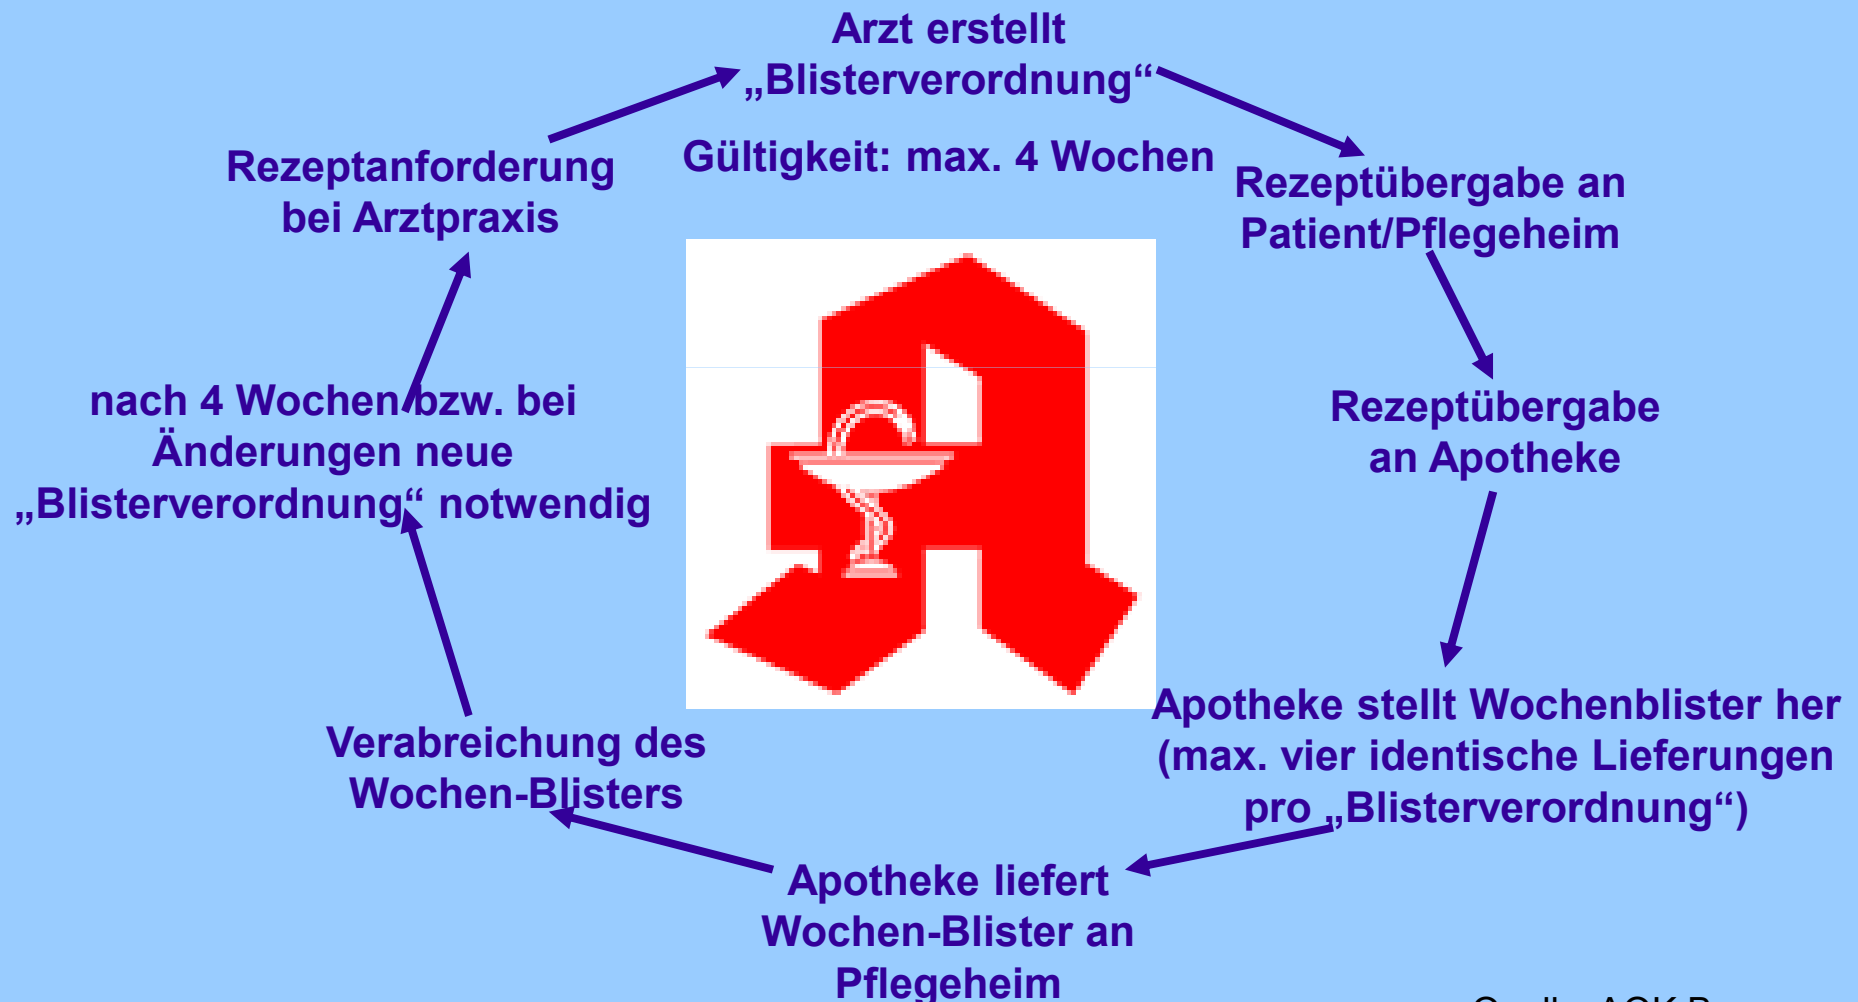 Arzt erstellt
„Blisterverordnung“
Gültigkeit: max. 4 Wochen
Rezeptübergabe an
Patient/Pflegeheim
Rezeptübergabe
an Apotheke
Apotheke stellt Wochenblister her
(max. vier identische Lieferungen
pro „Blisterverordnung“)
Apotheke liefert
Wochen-Blister an
Pflegeheim
Verabreichung des
Wochen-Blisters
nach 4 Wochen bzw. bei
Änderungen neue
„Blisterverordnung“ notwendig
Rezeptanforderung
bei Arztpraxis